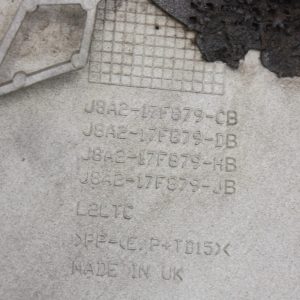 J8A2-17F879-CB
J8A2-17F879-DB
J8A2-17F879-HB
J8A2-17F879-JB
L2LTC
>PP-(E/P+TD15)<
MADE IN UK